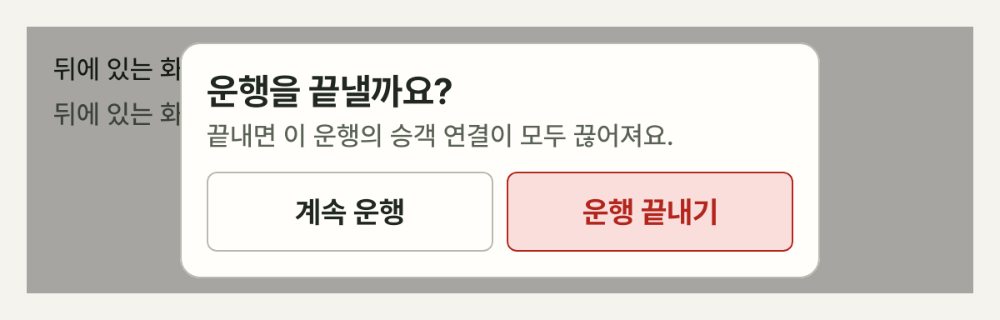 뒤에 있는 화
뒤에 있는 화
운행을 끝낼까요?
끝내면 이 운행의 승객 연결이 모두 끊어져요.
계속 운행
운행 끝내기